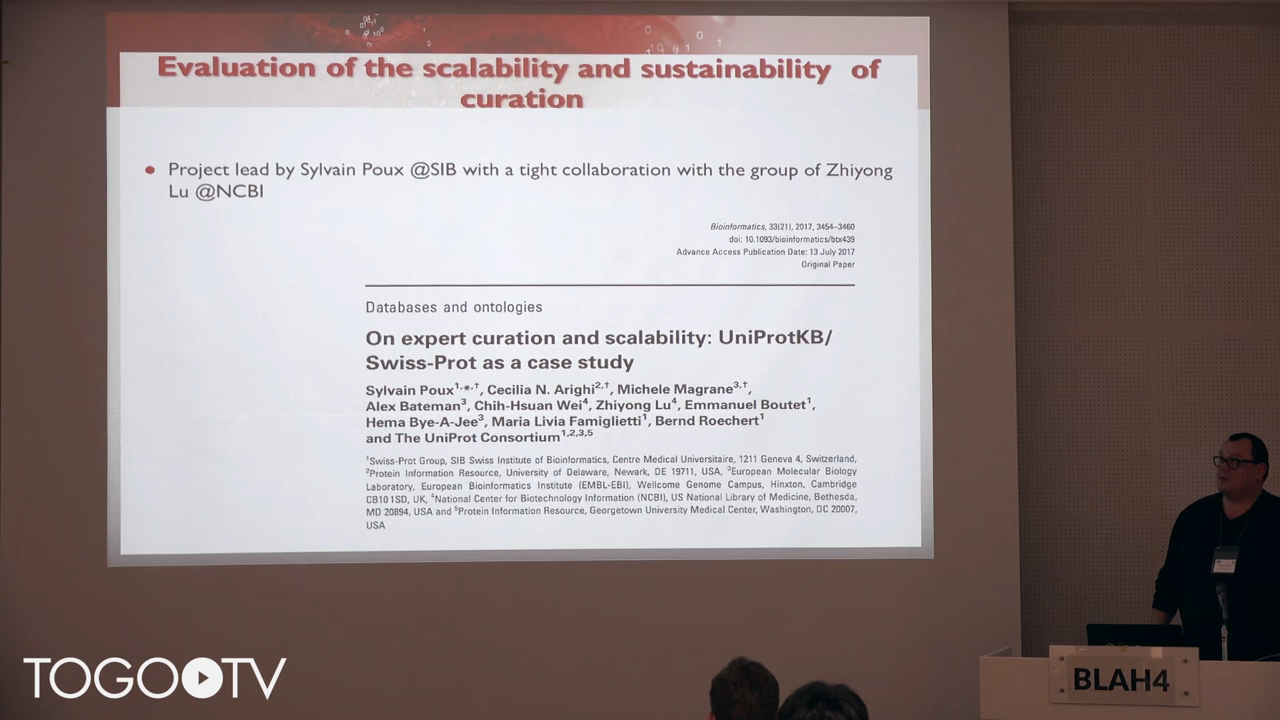 Evaluation of the scalability and sustainability of
curation
• Project lead by Sylvain Poux @SIB with a tight collaboration with the group of Zhiyong
Lu @NCBI
Bioinformatics, 33(21), 2017, 3454–3460
doi: 10.1093/bioinformatics/btx439
Advance Access Publication Date: 13 July 2017
Original Paper
Databases and ontologies
On expert curation and scalability: UniProtKB/
Swiss-Prot as a case study
Sylvain Poux1,*,†, Cecilia N. Arighi2,†, Michele Magrane3,†,
Alex Bateman3, Chih-Hsuan Wei4, Zhiyong Lu4, Emmanuel Boutet1,
Hema Bye-A-Jee3, Maria Livia Famiglietti1, Bernd Roechert1
and The UniProt Consortium1,2,3,5
1Swiss-Prot Group, SIB Swiss Institute of Bioinformatics, Centre Medical Universitaire, 1211 Geneva 4, Switzerland,
2Protein Information Resource, University of Delaware, Newark, DE 19711, USA, 3European Molecular Biology
Laboratory, European Bioinformatics Institute (EMBL-EBI), Wellcome Genome Campus, Hinxton, Cambridge
CB10 1SD, UK, 4National Center for Biotechnology Information (NCBI), US National Library of Medicine, Bethesda,
MD 20894, USA and 5Protein Information Resource, Georgetown University Medical Center, Washington, DC 20007,
USA
BLAH4
TOGOTV